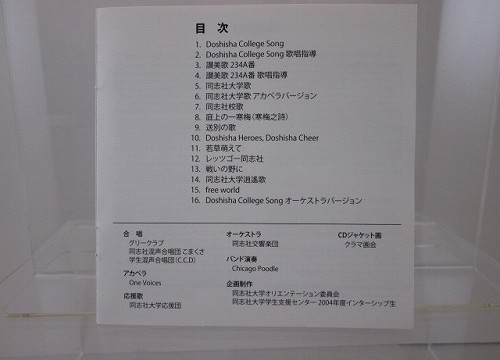 目 次
1. Doshisha College Song
2. Doshisha College Song 歌唱指導
3. 讃美歌 234A番
4. 讃美歌 234A番 歌唱指導
5. 同志社大学歌
6. 同志社大学歌 アカペラバージョン
7. 同志社校歌
8. 庭上の一寒梅(寒梅之詩)
9. 送別の歌
10. Doshisha Heroes, Doshisha Cheer
11. 若草萌えて
12. レッツゴー同志社
13. 戦いの野に
14. 同志社大学逍遙歌
15. free world
16. Doshisha College Song オーケストラバージョン
合 唱
グリークラブ
同志社混声合唱団こまくさ
学生混声合唱団(C.C.D)
アカペラ
One Voices
応援歌
同志社大学応援団
オーケストラ
同志社交響楽団
バンド演奏
Chicago Poodle
企画制作
同志社大学オリエンテーション委員会
同志社大学学生支援センター 2004年度インターンシップ生
CDジャケット画
クラマ画会